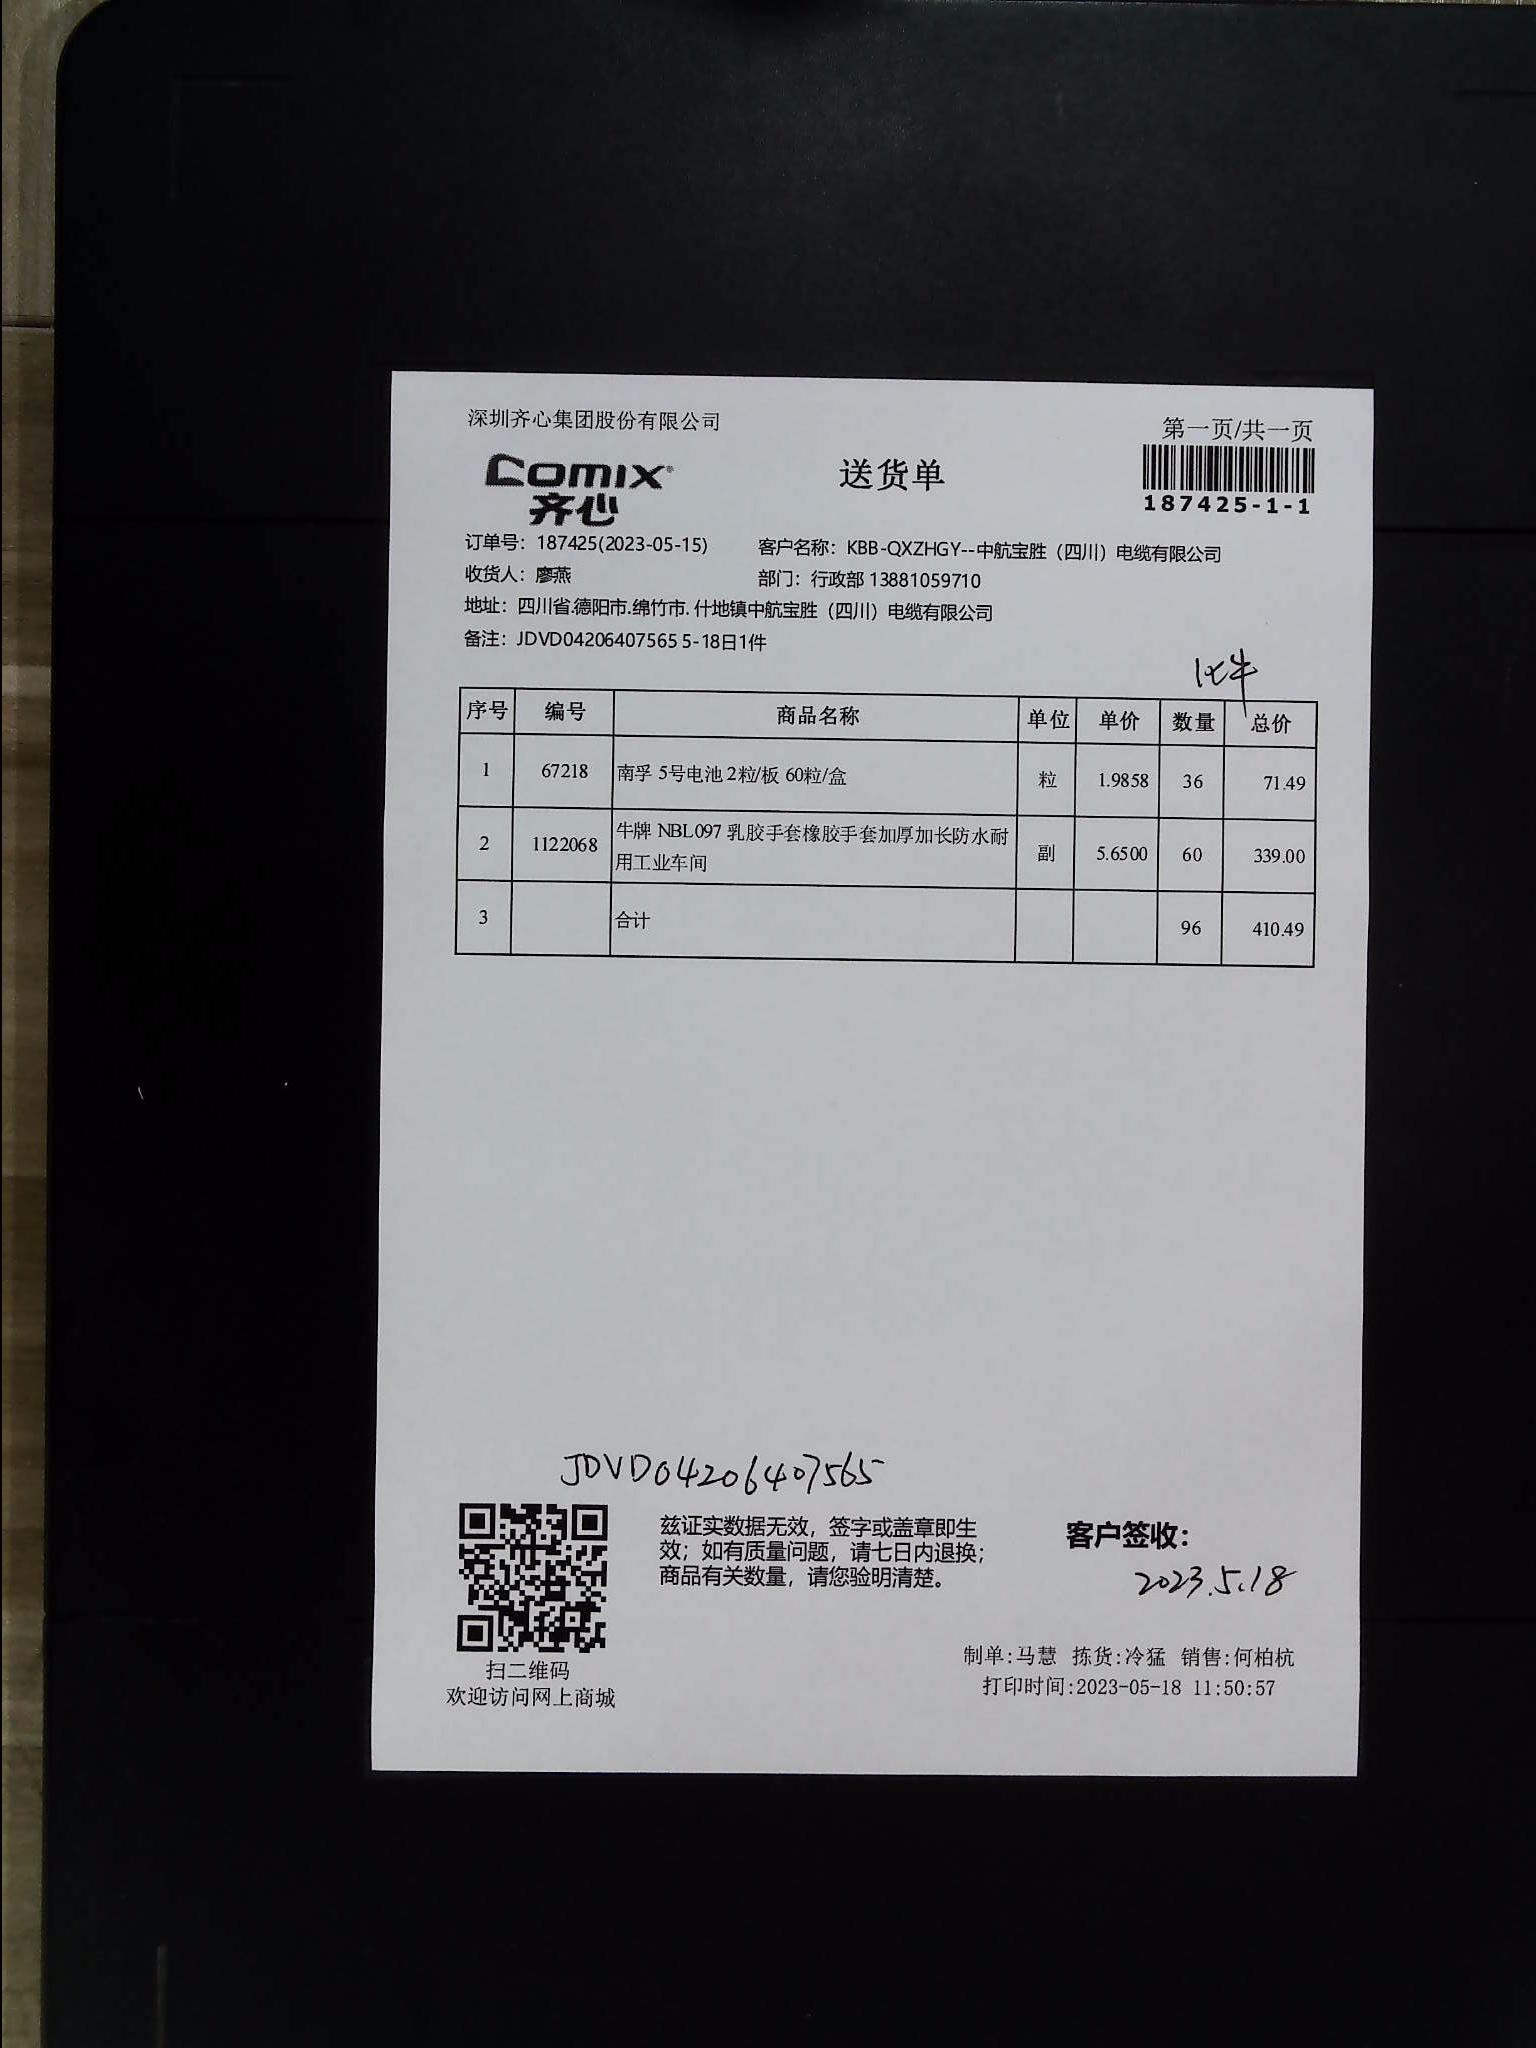 深圳齐心集团股份有限公司
第一页/共一页
Comix®
齐心
送货单
187425-1-1
订单号：187425(2023-05-15) 客户名称：KBB-QXZHGY--中航宝胜（四川）电缆有限公司
收货人：廖燕 部门：行政部 13881059710
地址：四川省.德阳市.绵竹市.什地镇中航宝胜（四川）电缆有限公司
备注：JDVD04206407565 5-18日1件
序号 编号 商品名称 单位 单价 数量 总价
1 67218 南孚 5号电池 2粒/板 60粒/盒 粒 1.9858 36 71.49
2 1122068 牛牌 NBL097 乳胶手套橡胶手套加厚加长防水耐 副 5.6500 60 339.00
用工业车间
3 合计 96 410.49
JDVD04206407565
兹证实数据无效，签字或盖章即生
效；如有质量问题，请七日内退换；
商品有关数量，请您验明清楚。
客户签收：
2023.5.18
扫二维码
欢迎访问网上商城
制单:马慧 拣货:冷猛 销售:何柏杭
打印时间:2023-05-18 11:50:57